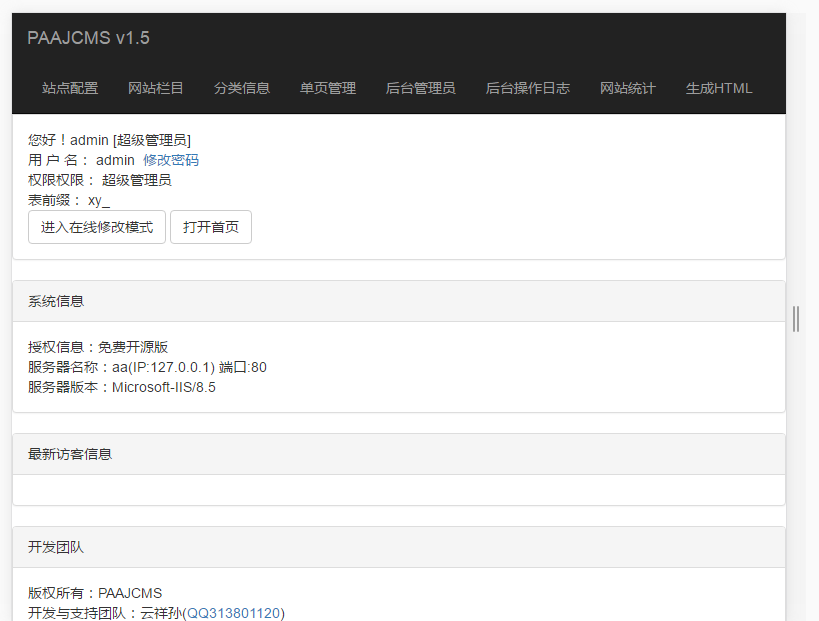 PAAJCMS v1.5
站点配置 网站栏目 分类信息 单页管理 后台管理员 后台操作日志 网站统计 生成HTML
您好！admin [超级管理员]
用 户 名： admin 修改密码
权限权限： 超级管理员
表前缀： xy_
进入在线修改模式 打开首页
系统信息
授权信息：免费开源版
服务器名称：aa(IP:127.0.0.1) 端口:80
服务器版本：Microsoft-IIS/8.5
最新访客信息
开发团队
版权所有：PAAJCMS
开发与支持团队：云祥孙(QQ313801120)